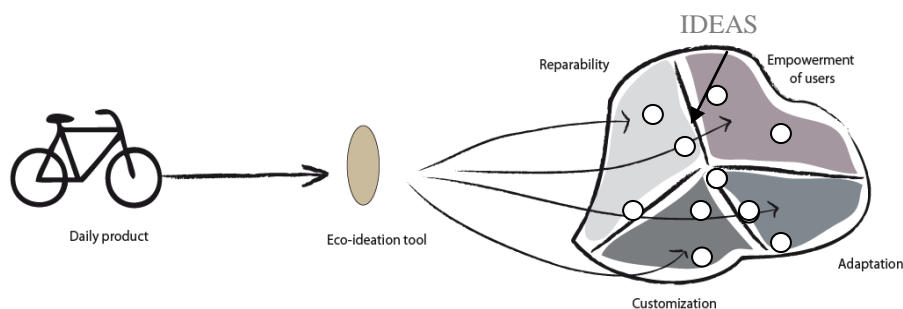 IDEAS
Reparability
Empowerment
of users
Daily product
Eco-ideation tool
Adaptation
Customization